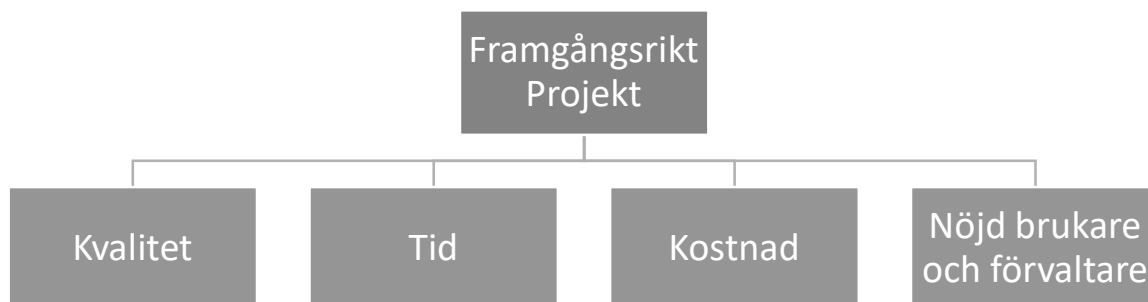 Framgångsrikt
Projekt
Kvalitet
Tid
Kostnad
Nöjd brukare
och förvaltare